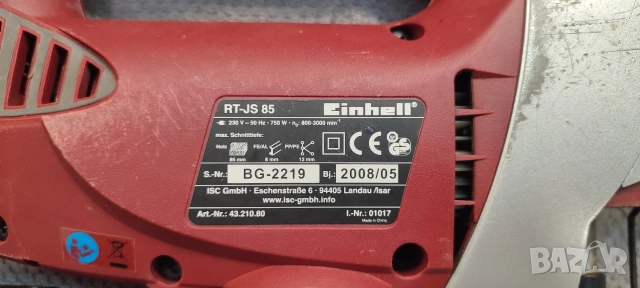 RT-JS 85 Einhell
230 V ~ 50 Hz · 750 W · n₀: 800-3000 min⁻¹
max. Schnitttiefe:
Holz FE/AL PP/PE
85 mm 8 mm 12 mm
S.-Nr.: BG-2219 Bj.: 2008/05
ISC GmbH · Eschenstraße 6 · 94405 Landau /Isar
www.isc-gmbh.info
Art.-Nr.: 43.210.80 I.-Nr.: 01017
Made in China
BAZAR